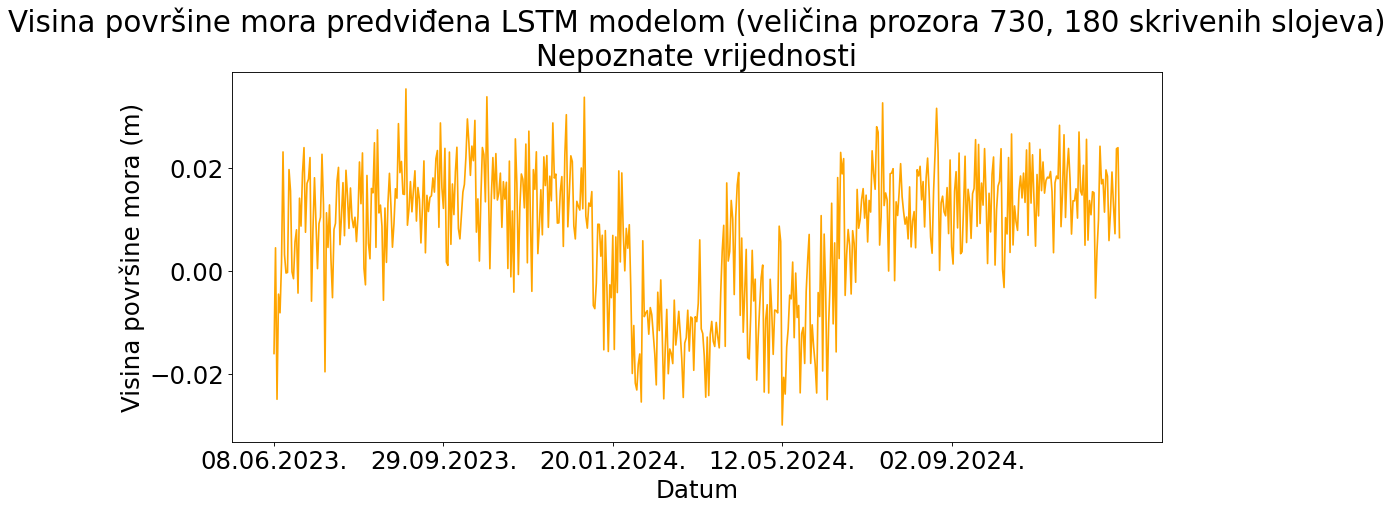 Visina površine mora predviđena LSTM modelom (veličina prozora 730, 180 skrivenih slojeva)
Nepoznate vrijednosti
Visina površine mora (m)
0.02
0.00
−0.02
08.06.2023. 29.09.2023. 20.01.2024. 12.05.2024. 02.09.2024.
Datum